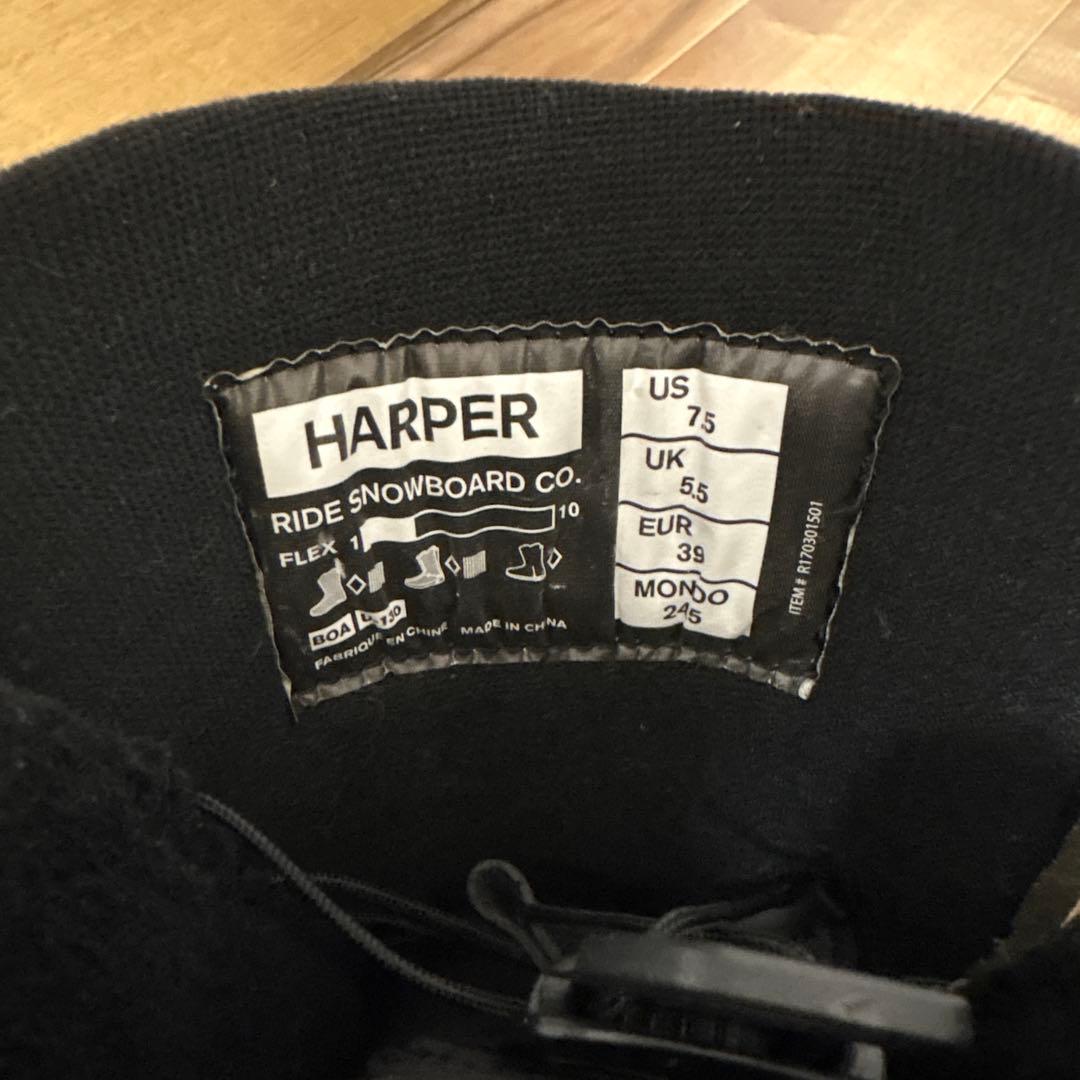 HARPER
RIDE SNOWBOARD CO.
FLEX 1 10
BOA
FABRIQUE EN CHINE MADE IN CHINA
US
7.5
UK
5.5
EUR
39
MONDO
24.5
ITEM# R170301501